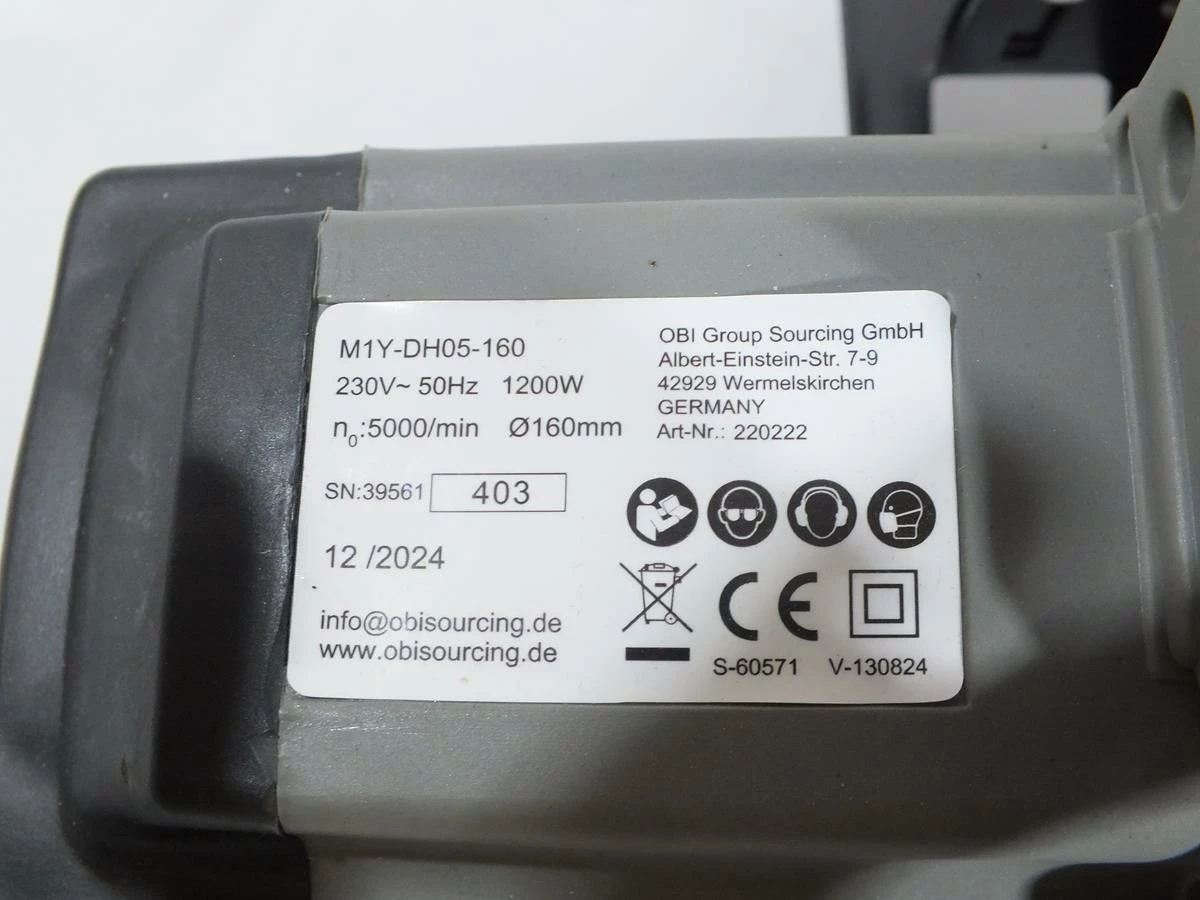 M1Y-DH05-160
230V~ 50Hz 1200W
n0:5000/min Ø160mm
SN:39561 403
12 /2024
info@obisourcing.de
www.obisourcing.de
OBI Group Sourcing GmbH
Albert-Einstein-Str. 7-9
42929 Wermelskirchen
GERMANY
Art-Nr.: 220222
CE
S-60571 V-130824